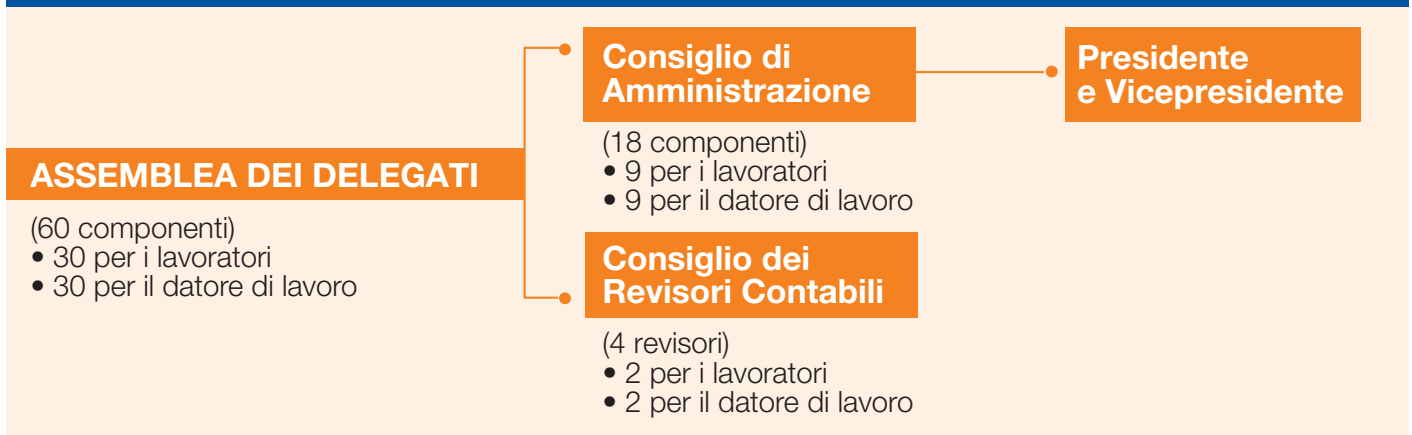 ASSEMBLEA DEI DELEGATI
(60 componenti)
• 30 per i lavoratori
• 30 per il datore di lavoro
Consiglio di
Amministrazione
(18 componenti)
• 9 per i lavoratori
• 9 per il datore di lavoro
Consiglio dei
Revisori Contabili
(4 revisori)
• 2 per i lavoratori
• 2 per il datore di lavoro
Presidente
e Vicepresidente